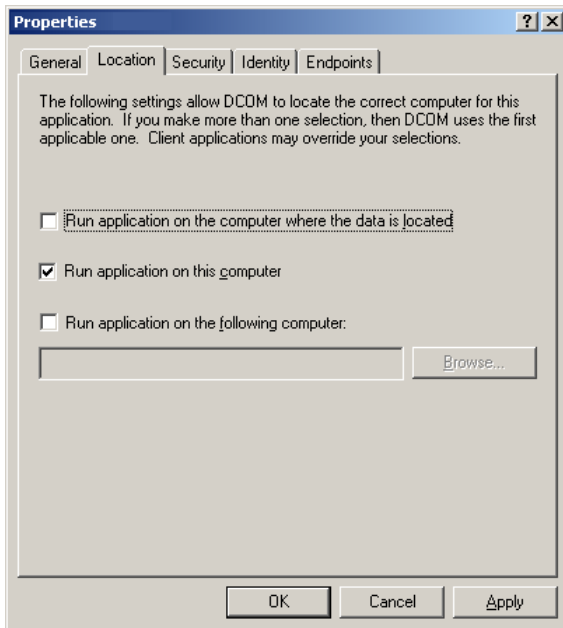 Properties
General Location Security Identity Endpoints
The following settings allow DCOM to locate the correct computer for this
application. If you make more than one selection, then DCOM uses the first
applicable one. Client applications may override your selections.
Run application on the computer where the data is located
Run application on this computer
Run application on the following computer:
Browse...
OK Cancel Apply